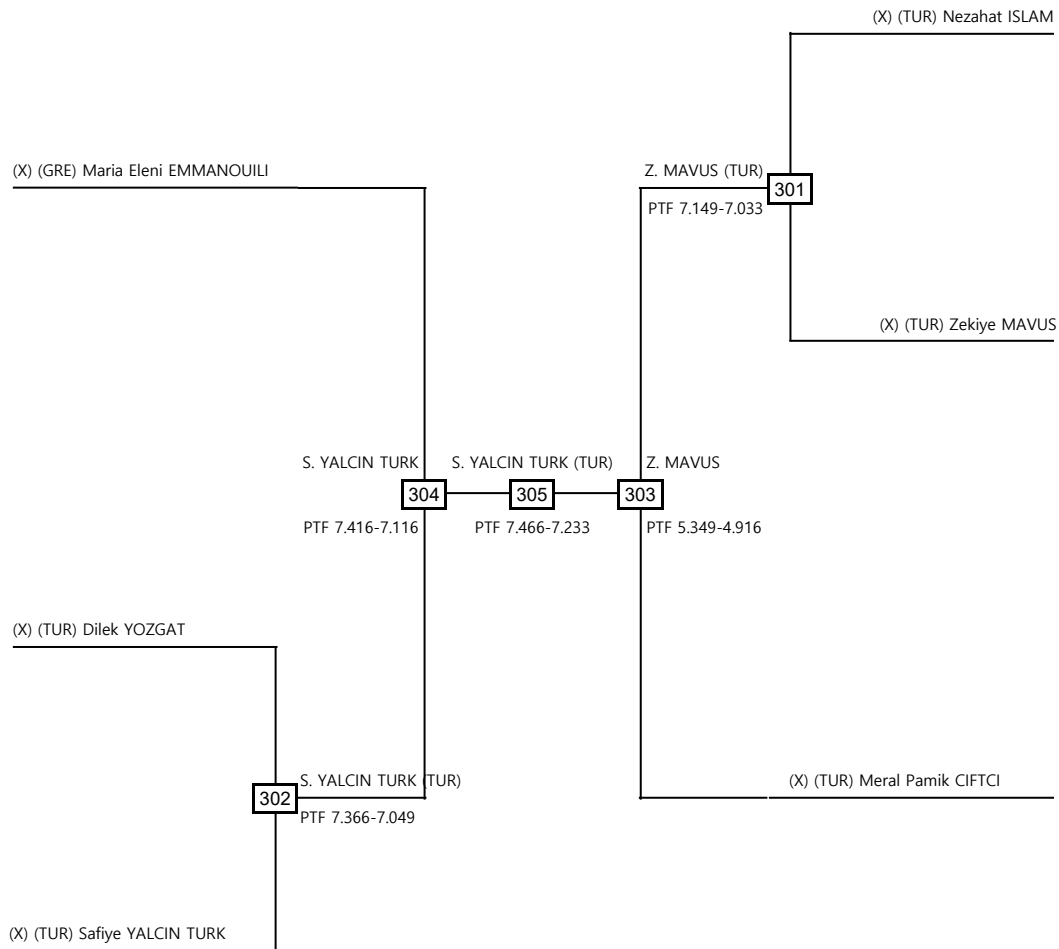 (X) (TUR) Nezahat ISLAM
(X) (GRE) Maria Eleni EMMANOUILI
Z. MAVUS (TUR)
301
PTF 7.149-7.033
(X) (TUR) Zekiye MAVUS
S. YALCIN TURK
S. YALCIN TURK (TUR)
Z. MAVUS
304
305
303
PTF 7.416-7.116
PTF 7.466-7.233
PTF 5.349-4.916
(X) (TUR) Dilek YOZGAT
S. YALCIN TURK (TUR)
(X) (TUR) Meral Pamik CIFTCI
302
PTF 7.366-7.049
(X) (TUR) Safiye YALCIN TURK